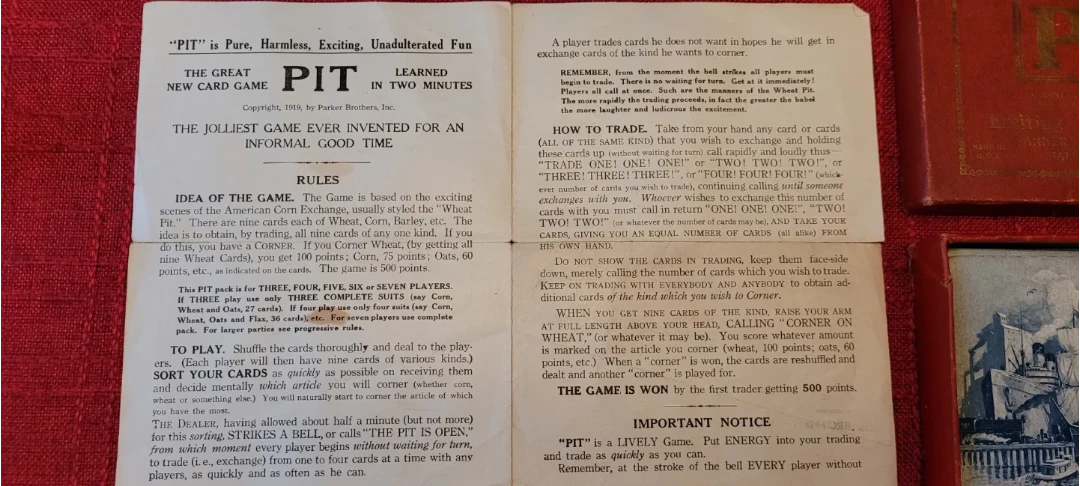 "PIT" is Pure, Harmless, Exciting, Unadulterated Fun
THE GREAT
NEW CARD GAME
PIT
LEARNED
IN TWO MINUTES
Copyright, 1919, by Parker Brothers, Inc.
THE JOLLIEST GAME EVER INVENTED FOR AN
INFORMAL GOOD TIME
RULES
IDEA OF THE GAME. The Game is based on the exciting
scenes of the American Corn Exchange, usually styled the "Wheat
Pit." There are nine cards each of Wheat, Corn, Barley, etc. The
idea is to obtain, by trading, all nine cards of any one kind. If you
do this, you have a CORNER. If you Corner Wheat, (by getting all
nine Wheat Cards), you get 100 points; Corn, 75 points; Oats, 60
points, etc., as indicated on the cards. The game is 500 points.
This PIT pack is for THREE, FOUR, FIVE, SIX or SEVEN PLAYERS.
If THREE play use only THREE COMPLETE SUITS (say Corn,
Wheat and Oats, 27 cards). If four play use only four suits (say Corn,
Wheat, Oats and Flax, 36 cards), etc. For seven players use complete
pack. For larger parties see progressive rules.
TO PLAY. Shuffle the cards thoroughly and deal to the play-
ers. (Each player will then have nine cards of various kinds.)
SORT YOUR CARDS as quickly as possible on receiving them
and decide mentally which article you will corner (whether corn,
wheat or something else.) You will naturally start to corner the article of which
you have the most.
THE DEALER, having allowed about half a minute (but not more)
for this sorting, STRIKES A BELL, or calls "THE PIT IS OPEN,"
from which moment every player begins without waiting for turn,
to trade (i.e., exchange) from one to four cards at a time with any
players, as quickly and as often as he can.
A player trades cards he does not want in hopes he will get in
exchange cards of the kind he wants to corner.
REMEMBER, from the moment the bell strikes all players must
begin to trade. There is no waiting for turn. Get at it immediately!
Players all call at once. Such are the manners of the Wheat Pit.
The more rapidly the trading proceeds, in fact the greater the babel
the more laughter and ludicrous the excitement.
HOW TO TRADE. Take from your hand any card or cards
(ALL OF THE SAME KIND) that you wish to exchange and holding
these cards up (without waiting for turn) call rapidly and loudly thus—
"TRADE ONE! ONE! ONE!" or "TWO! TWO! TWO!", or
"THREE! THREE! THREE!", or "FOUR! FOUR! FOUR!" (which-
ever number of cards you wish to trade), continuing calling until someone
exchanges with you. Whoever wishes to exchange this number of
cards with you must call in return "ONE! ONE! ONE!", "TWO!
TWO! TWO!" (or whatever the number of cards may be), AND TAKE YOUR
CARDS, GIVING YOU AN EQUAL NUMBER OF CARDS (all alike) FROM
HIS OWN HAND.
DO NOT SHOW THE CARDS IN TRADING, keep them face-side
down, merely calling the number of cards which you wish to trade.
KEEP ON TRADING WITH EVERYBODY AND ANYBODY to obtain ad-
ditional cards of the kind which you wish to Corner.
WHEN YOU GET NINE CARDS OF THE KIND, RAISE YOUR ARM
AT FULL LENGTH ABOVE YOUR HEAD, CALLING "CORNER ON
WHEAT," (or whatever it may be). You score whatever amount
is marked on the article you corner (wheat, 100 points; oats, 60
points, etc.) When a "corner" is won, the cards are reshuffled and
dealt and another "corner" is played for.
THE GAME IS WON by the first trader getting 500 points.
IMPORTANT NOTICE
"PIT" is a LIVELY Game. Put ENERGY into your trading
and trade as quickly as you can.
Remember, at the stroke of the bell EVERY player without